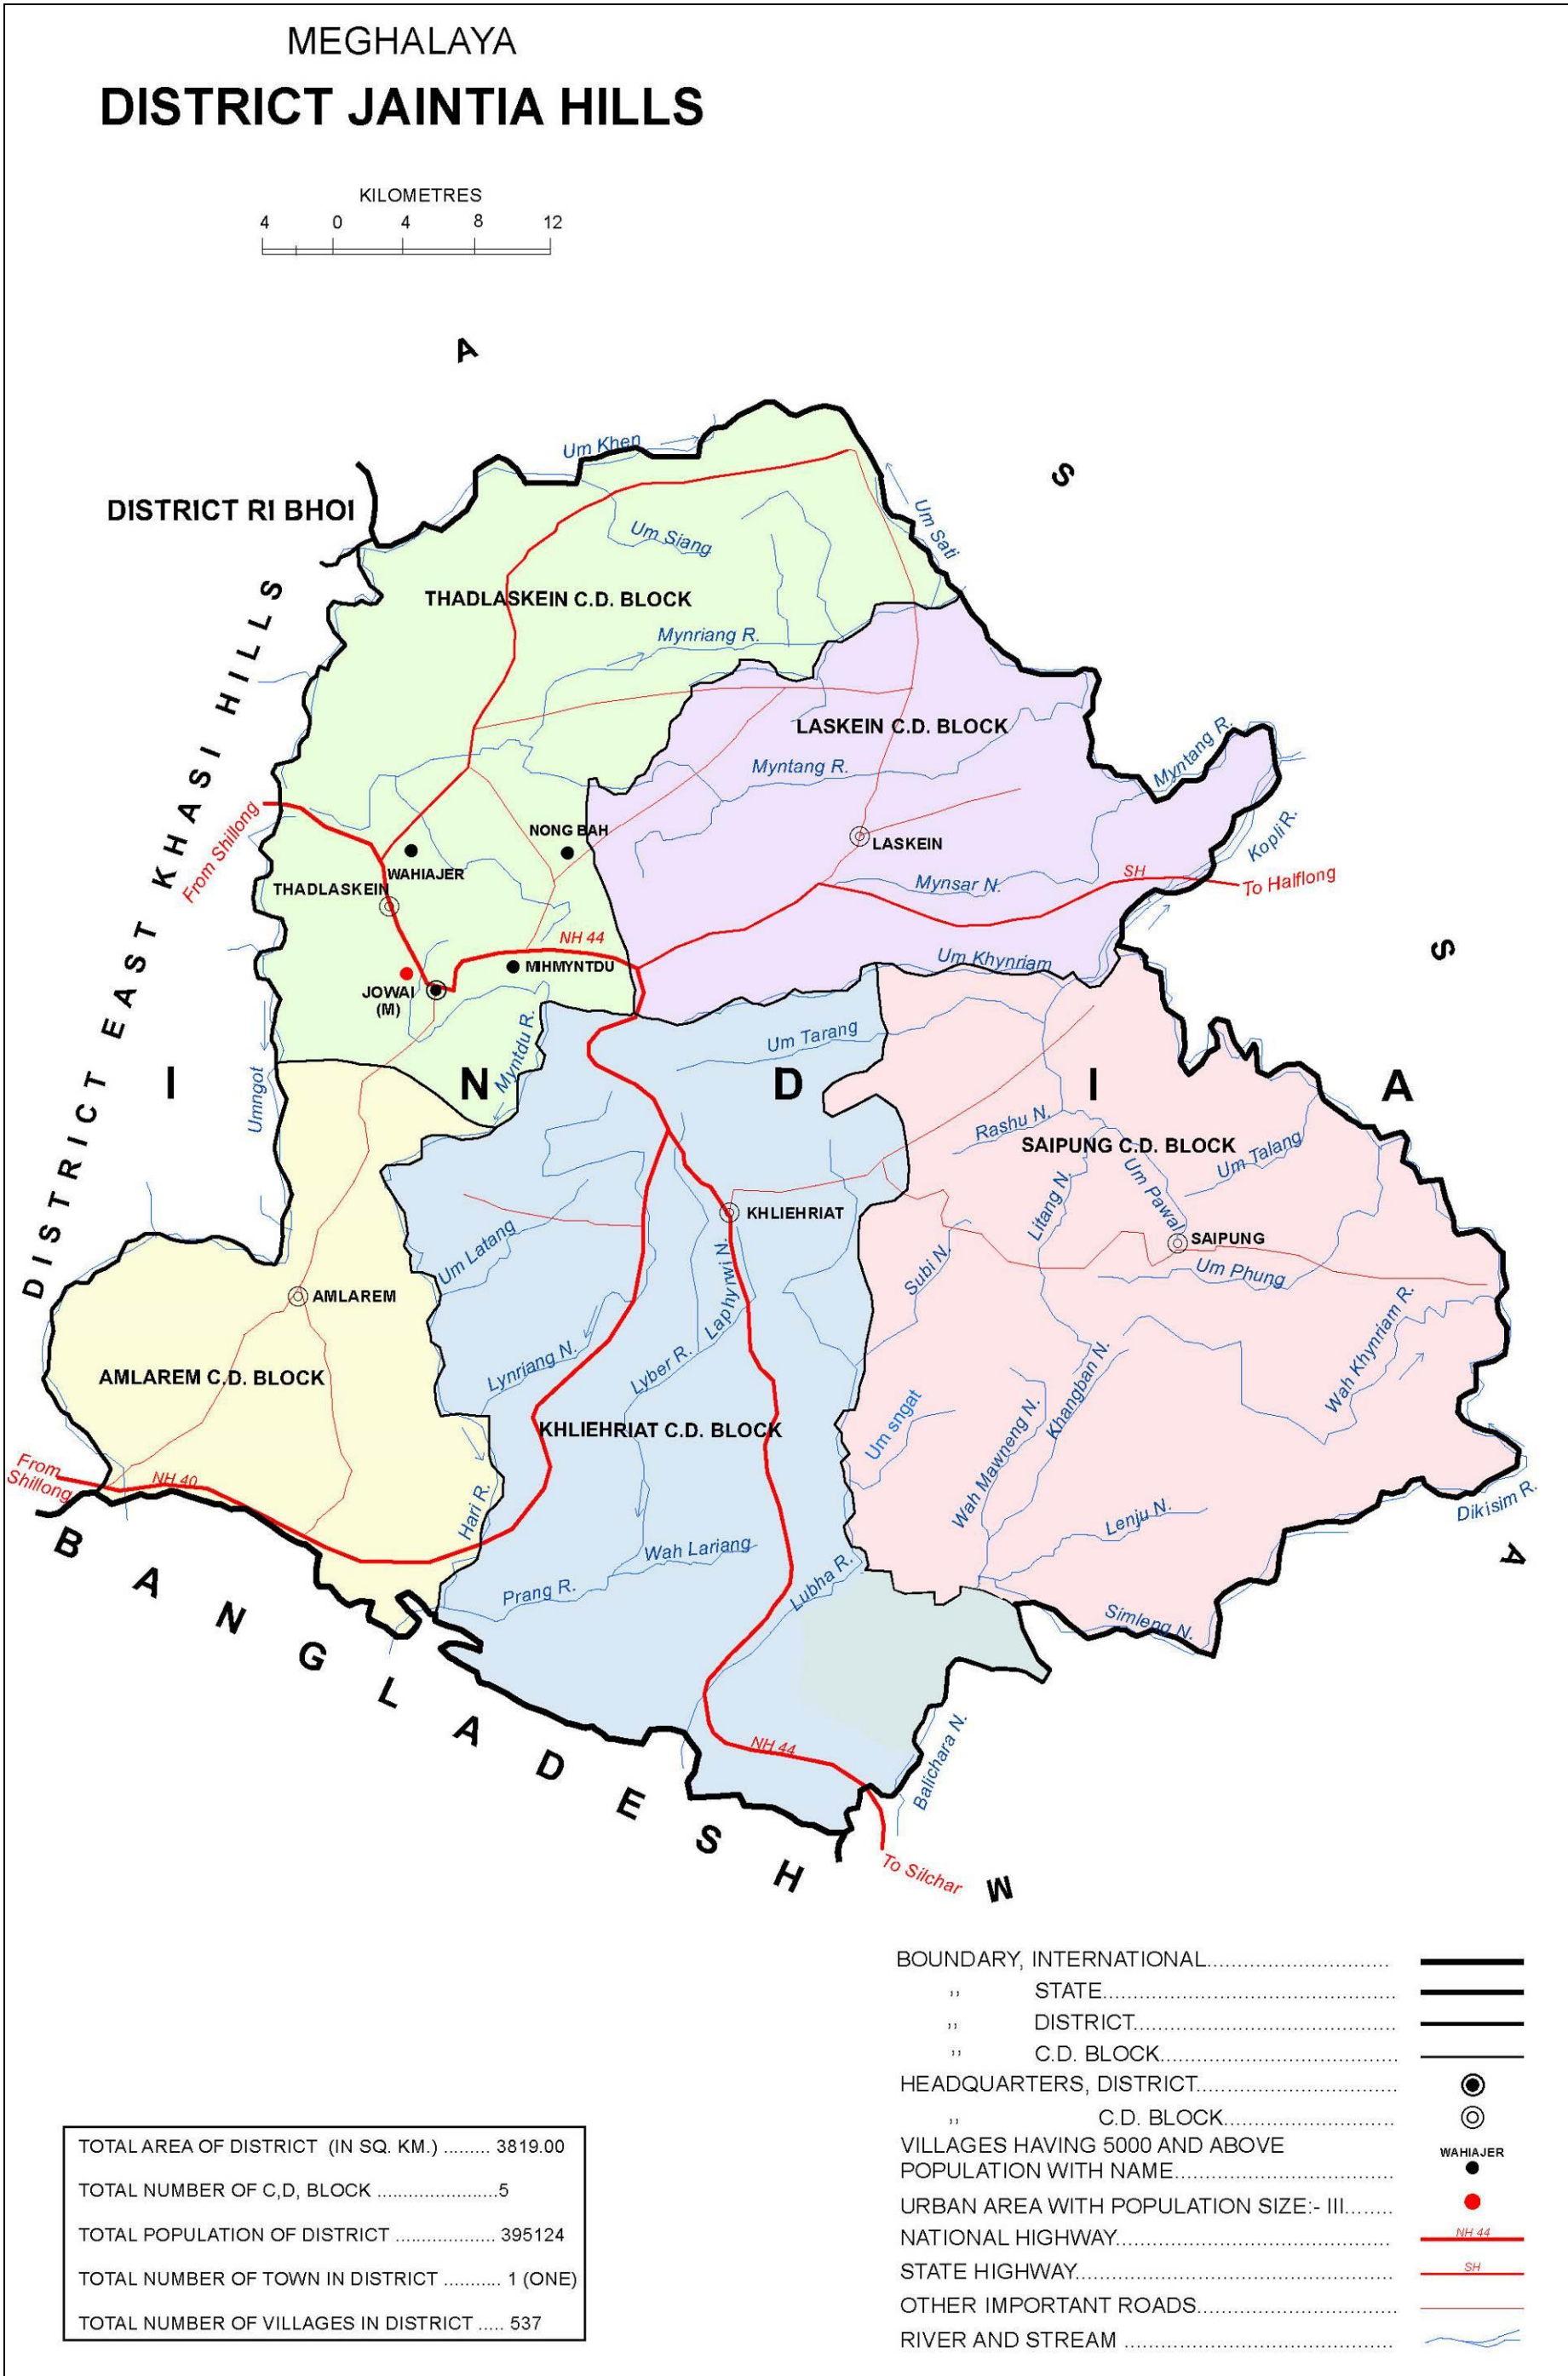 MEGHALAYA
DISTRICT JAINTIA HILLS
KILOMETRES
4 0 4 8 12
A
S
S
A
M
DISTRICT RI BHOI
DISTRICT EAST KHASI HILLS
Um Khen
Um Siang
Um Sati
THADLASKEIN C.D. BLOCK
Mynriang R.
LASKEIN C.D. BLOCK
Myntang R.
Myntang R.
Kopli R.
From Shillong
NONG BAH
WAHIAJER
THADLASKEIN
LASKEIN
Mynsar N.
SH
To Halflong
NH 44
MIHMYNTDU
JOWAI
(M)
Um Khynriam
Myntdu R.
Um Tarang
Umngot
I N D I A
Rashu N.
SAIPUNG C.D. BLOCK
Um Talang
Um Pawal
Litang N.
KHLIEHRIAT
SAIPUNG
Um Latang
Laphyrwi N.
Subi N.
Um Phung
AMLAREM
AMLAREM C.D. BLOCK
Lynriang N.
Lyber R.
Khangban N.
Wah Khynriam R.
KHLIEHRIAT C.D. BLOCK
Um sngat
Wah Mawneng N.
From
Shillong
NH 40
Hari R.
Lenju N.
Dikisim R.
Wah Lariang
Prang R.
Lubha R.
Simleng N.
BANGLADESH
NH 44
Balichara N.
To Silchar
BOUNDARY, INTERNATIONAL..............................
,, STATE................................................
,, DISTRICT...........................................
,, C.D. BLOCK.......................................
HEADQUARTERS, DISTRICT.................................
,, C.D. BLOCK............................
VILLAGES HAVING 5000 AND ABOVE
POPULATION WITH NAME.....................................
WAHIAJER
URBAN AREA WITH POPULATION SIZE:- III........
NATIONAL HIGHWAY.............................................
NH 44
STATE HIGHWAY....................................................
SH
OTHER IMPORTANT ROADS.................................
RIVER AND STREAM ............................................
TOTAL AREA OF DISTRICT (IN SQ. KM.) ......... 3819.00
TOTAL NUMBER OF C,D, BLOCK .......................5
TOTAL POPULATION OF DISTRICT ................... 395124
TOTAL NUMBER OF TOWN IN DISTRICT ........... 1 (ONE)
TOTAL NUMBER OF VILLAGES IN DISTRICT ..... 537